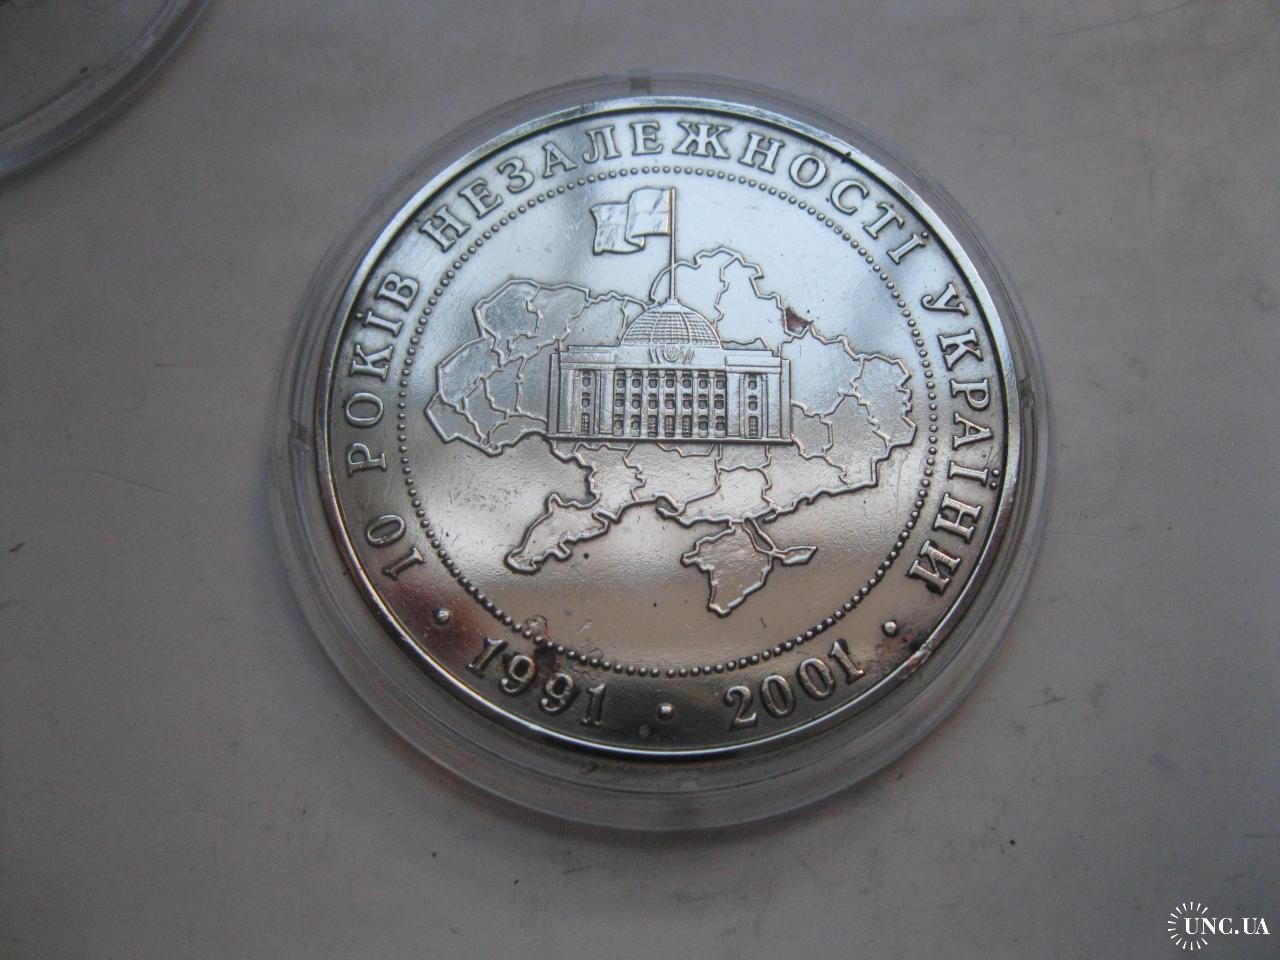 10 РОКІВ НЕЗАЛЕЖНОСТІ УКРАЇНИ
· 1991 · 2001 ·
UNC.UA